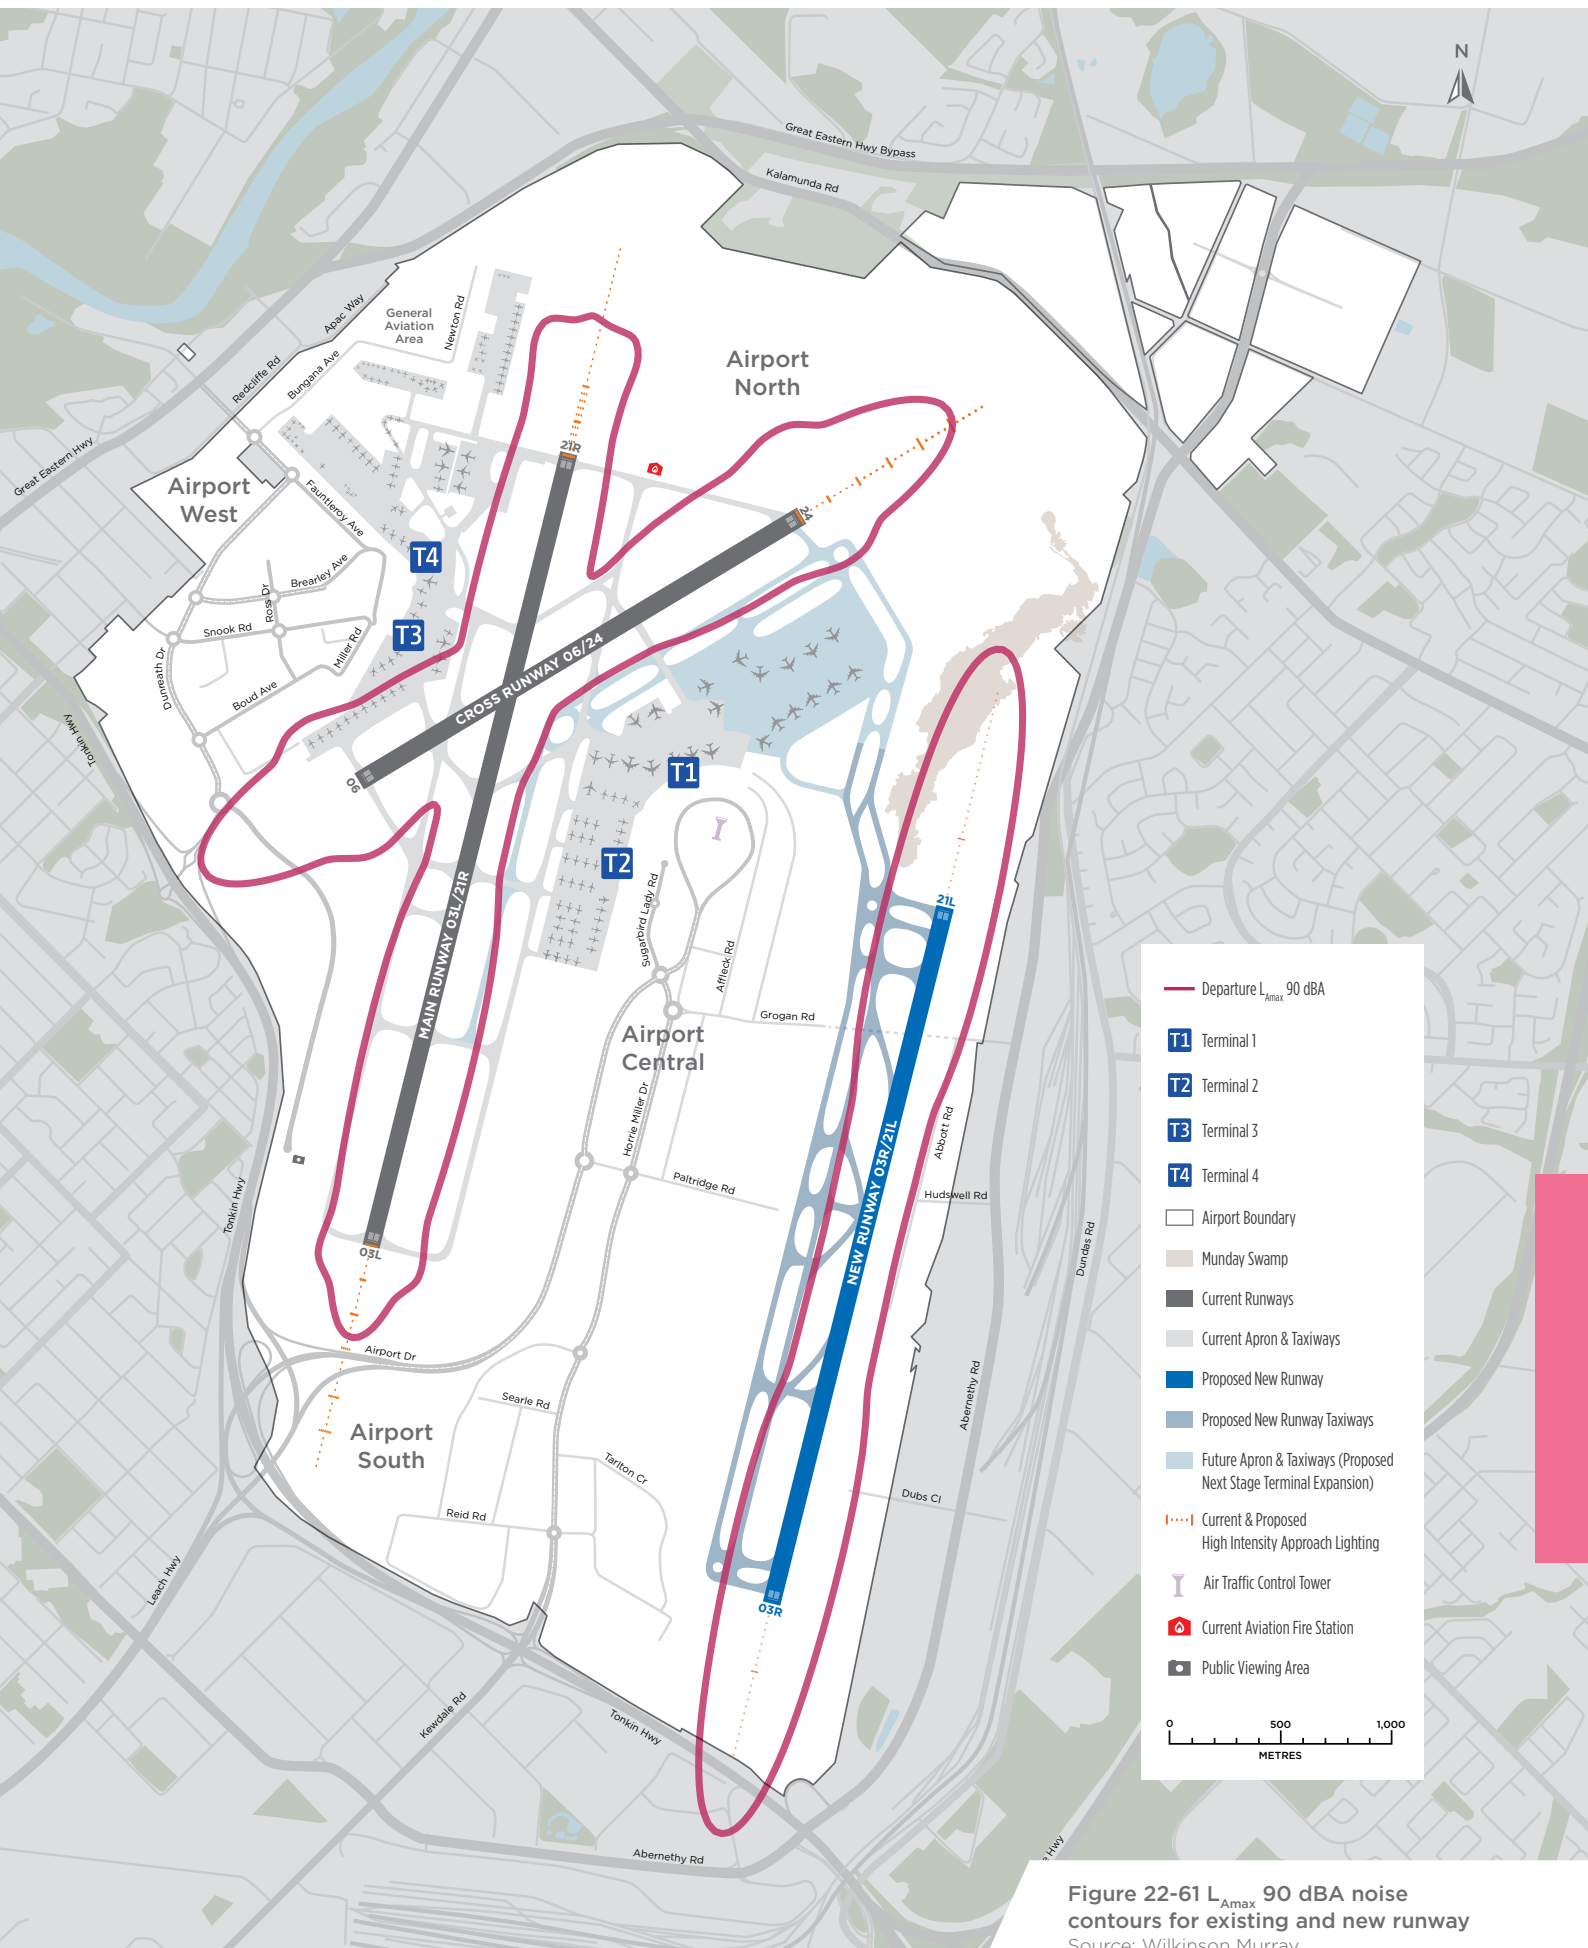 N
Great Eastern Hwy Bypass
Kalamunda Rd
Apac Way
General
Aviation
Area
Newton Rd
Redcliffe Rd
Bungana Ave
Great Eastern Hwy
Airport
North
Airport
West
21R
24
Fauntleroy Ave
T4
Brearley Ave
Ross Dr
Snook Rd
T3
Miller Rd
Dunreath Dr
Boud Ave
CROSS RUNWAY 06/24
Tonkin Hwy
06
T1
T2
MAIN RUNWAY 03L/21R
Sugarbird Lady Rd
21L
Affleck Rd
Grogan Rd
Airport
Central
Horrie Miller Dr
Abbott Rd
NEW RUNWAY 03R/21L
Paltridge Rd
Hudswell Rd
Tonkin Hwy
Dundas Rd
03L
Airport Dr
Abernethy Rd
Searle Rd
Airport
South
Tarlton Cr
Reid Rd
Dubs Cl
Leach Hwy
03R
Kewdale Rd
Tonkin Hwy
Abernethy Rd
e Hwy
Departure LAmax 90 dBA
T1 Terminal 1
T2 Terminal 2
T3 Terminal 3
T4 Terminal 4
Airport Boundary
Munday Swamp
Current Runways
Current Apron & Taxiways
Proposed New Runway
Proposed New Runway Taxiways
Future Apron & Taxiways (Proposed
Next Stage Terminal Expansion)
Current & Proposed
High Intensity Approach Lighting
Air Traffic Control Tower
Current Aviation Fire Station
Public Viewing Area
0 500 1,000
METRES
Figure 22-61 LAmax 90 dBA noise
contours for existing and new runway
Source: Wilkinson Murray